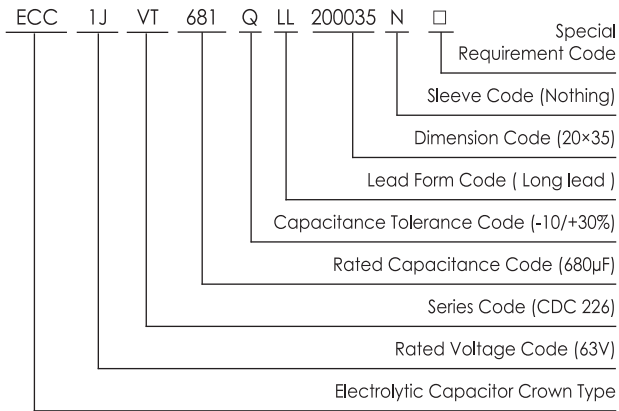 ECC 1J VT 681 Q LL 200035 N □
Special
Requirement Code
Sleeve Code (Nothing)
Dimension Code (20×35)
Lead Form Code ( Long lead )
Capacitance Tolerance Code (-10/+30%)
Rated Capacitance Code (680µF)
Series Code (CDC 226)
Rated Voltage Code (63V)
Electrolytic Capacitor Crown Type